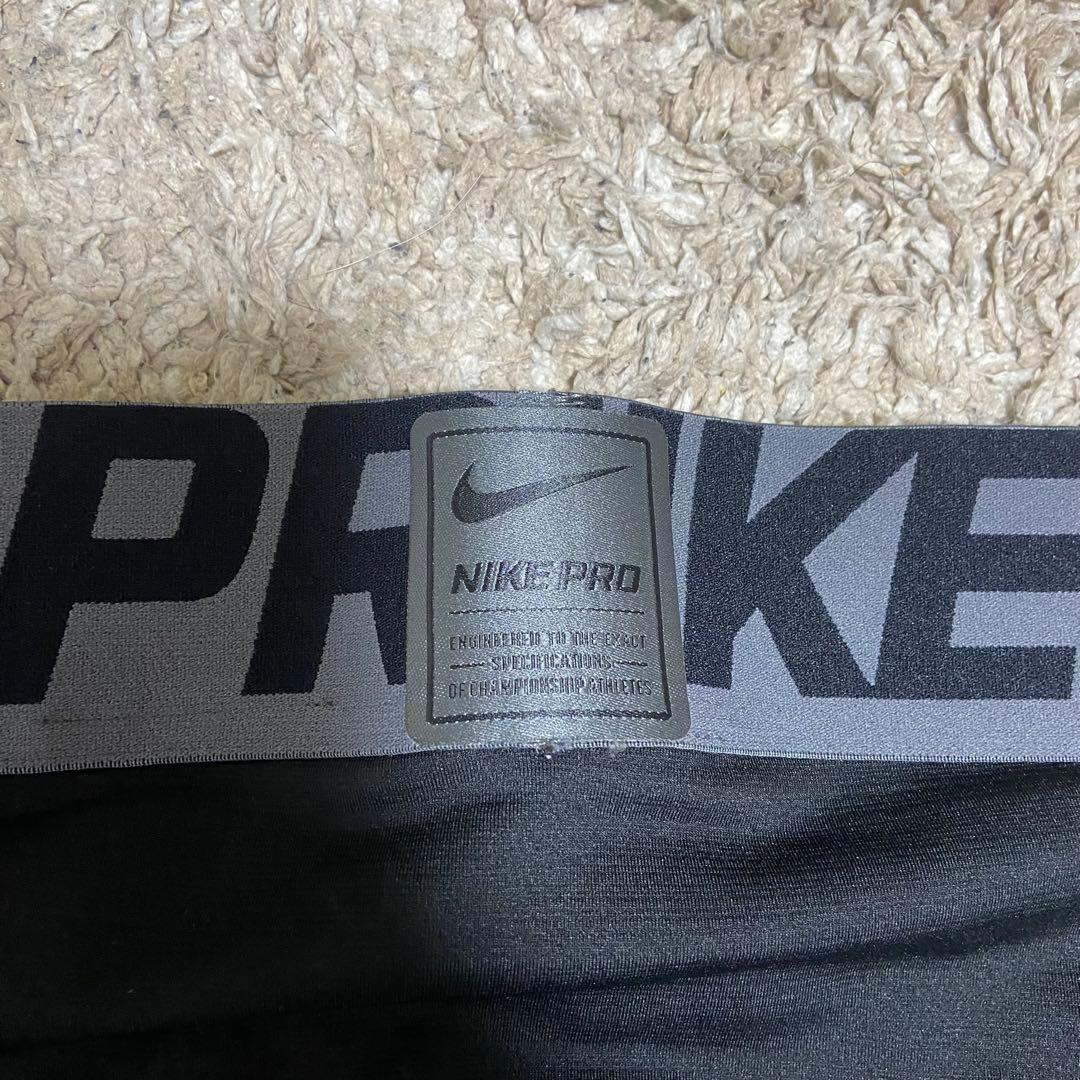 PR
KE
NIKE PRO
ENGINEERED TO THE EXACT
SPECIFICATIONS
OF CHAMPIONSHIP ATHLETES